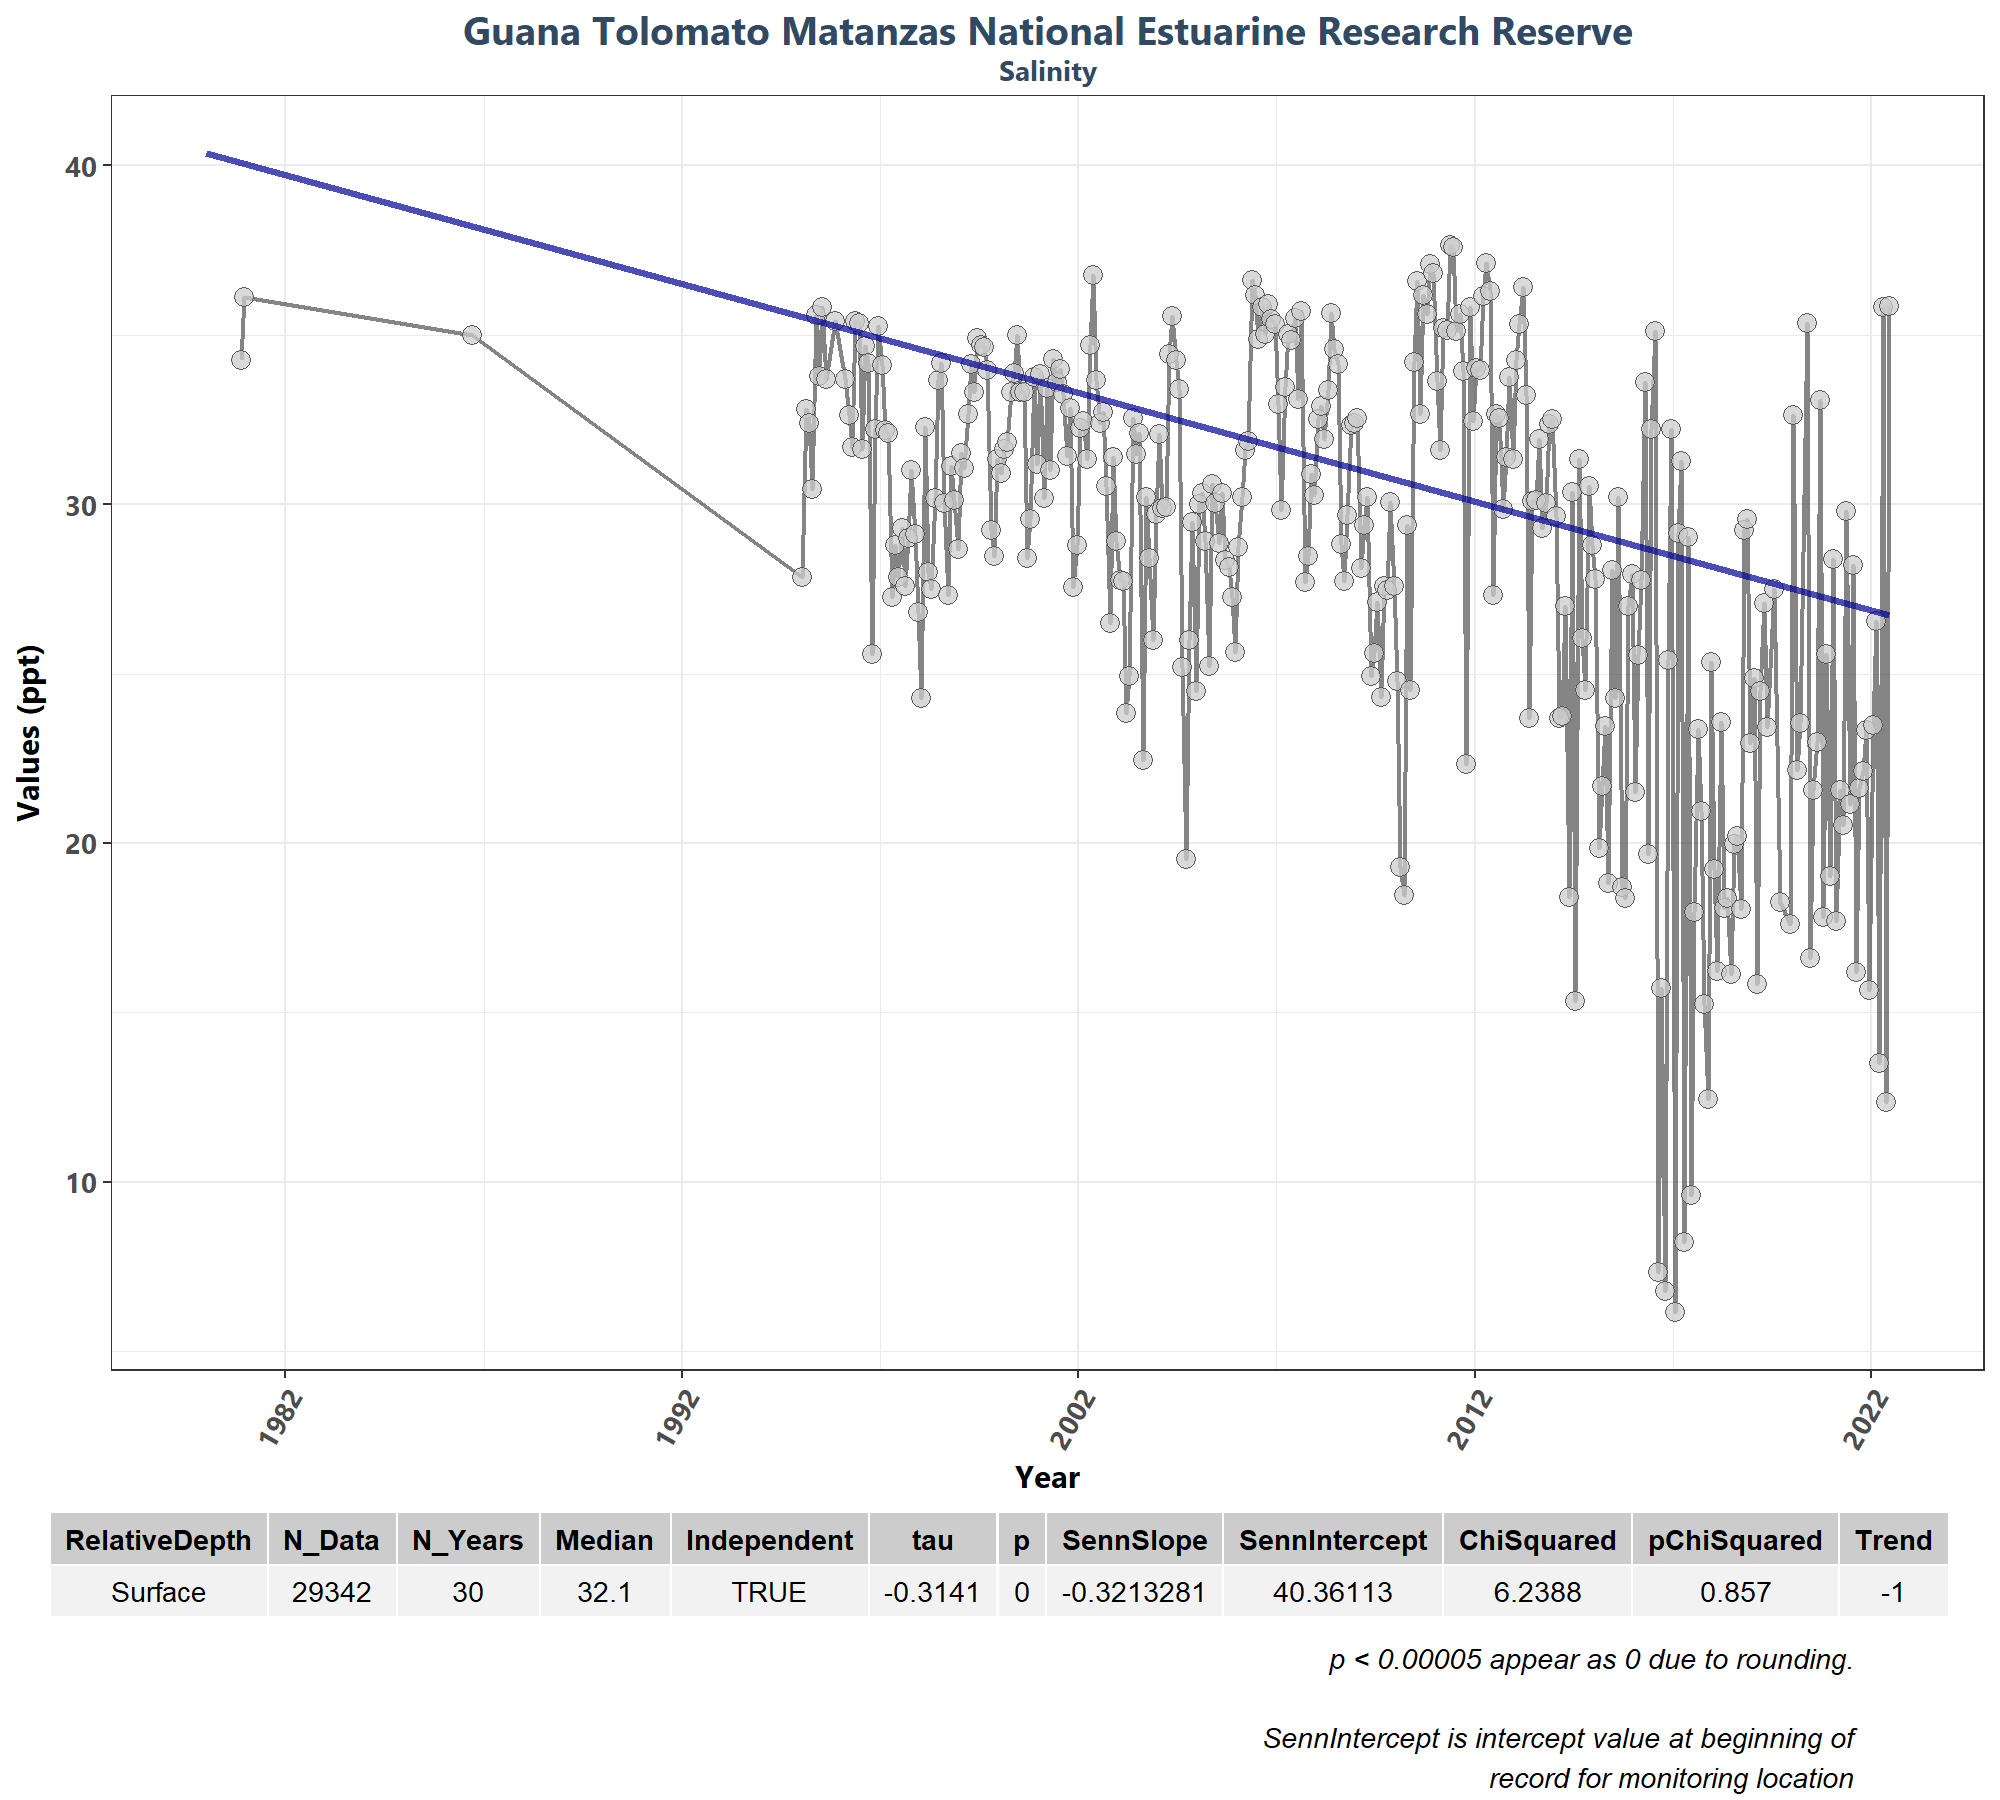 Guana Tolomato Matanzas National Estuarine Research Reserve
Salinity
40
30
20
10
Values (ppt)
1982
1992
2002
2012
2022
Year
RelativeDepth N_Data N_Years Median Independent tau p SennSlope SennIntercept ChiSquared pChiSquared Trend
Surface 29342 30 32.1 TRUE -0.3141 0 -0.3213281 40.36113 6.2388 0.857 -1
p < 0.00005 appear as 0 due to rounding.
SennIntercept is intercept value at beginning of
record for monitoring location